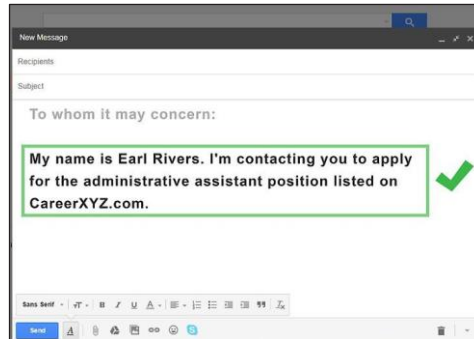 New Message
Recipients
Subject
To whom it may concern:
My name is Earl Rivers. I'm contacting you to apply
for the administrative assistant position listed on
CareerXYZ.com.
Sans Serif
Send